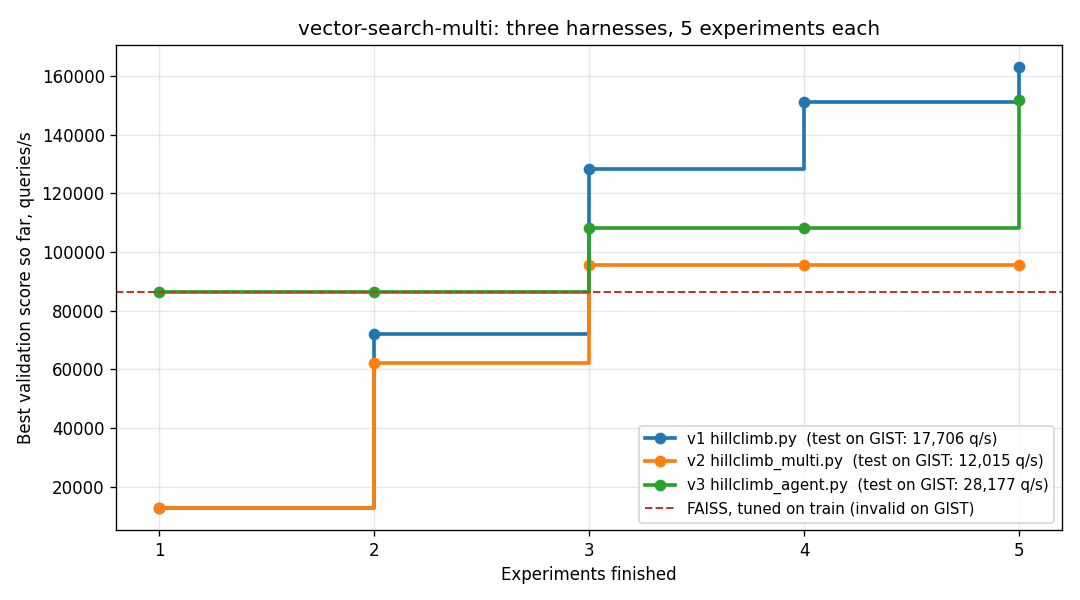 vector-search-multi: three harnesses, 5 experiments each
Best validation score so far, queries/s
160000
140000
120000
100000
80000
60000
40000
20000
v1 hillclimb.py (test on GIST: 17,706 q/s)
v2 hillclimb_multi.py (test on GIST: 12,015 q/s)
v3 hillclimb_agent.py (test on GIST: 28,177 q/s)
FAISS, tuned on train (invalid on GIST)
1 2 3 4 5
Experiments finished